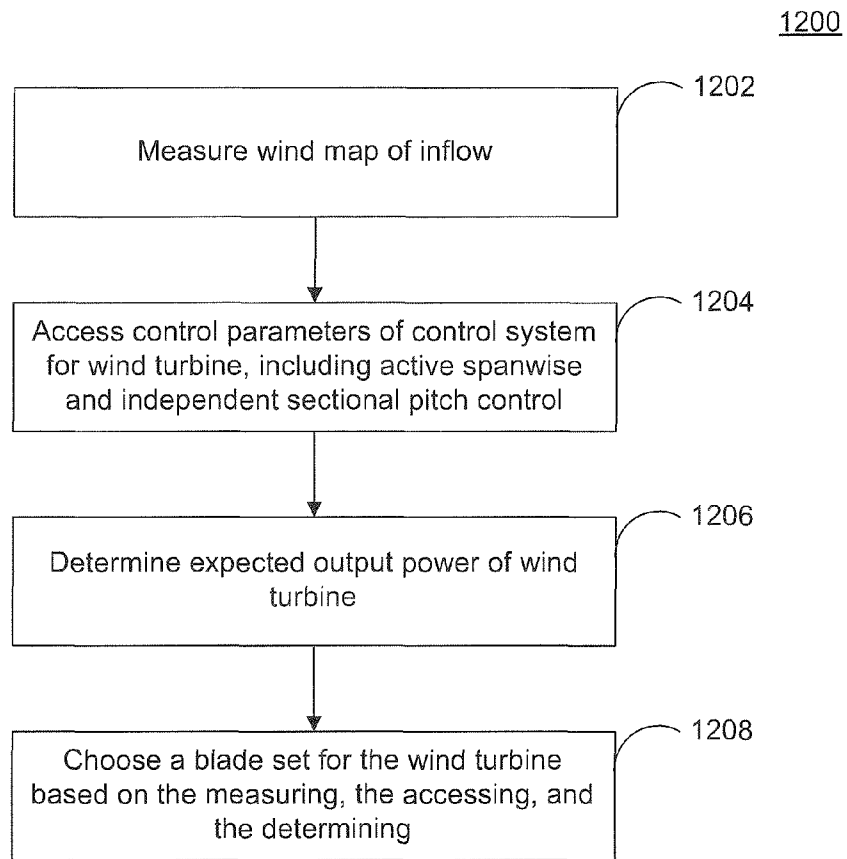 1200
1202
Measure wind map of inflow
1204
Access control parameters of control system
for wind turbine, including active spanwise
and independent sectional pitch control
1206
Determine expected output power of wind
turbine
1208
Choose a blade set for the wind turbine
based on the measuring, the accessing, and
the determining